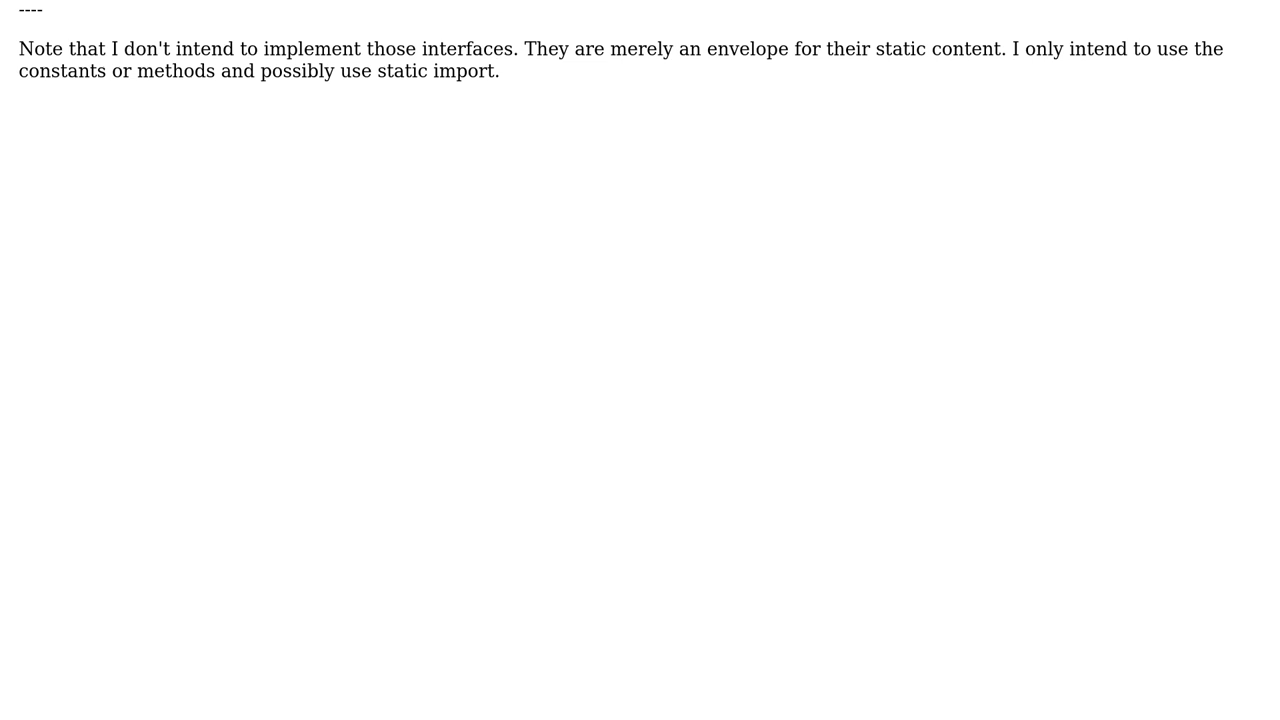 ----
Note that I don't intend to implement those interfaces. They are merely an envelope for their static content. I only intend to use the
constants or methods and possibly use static import.